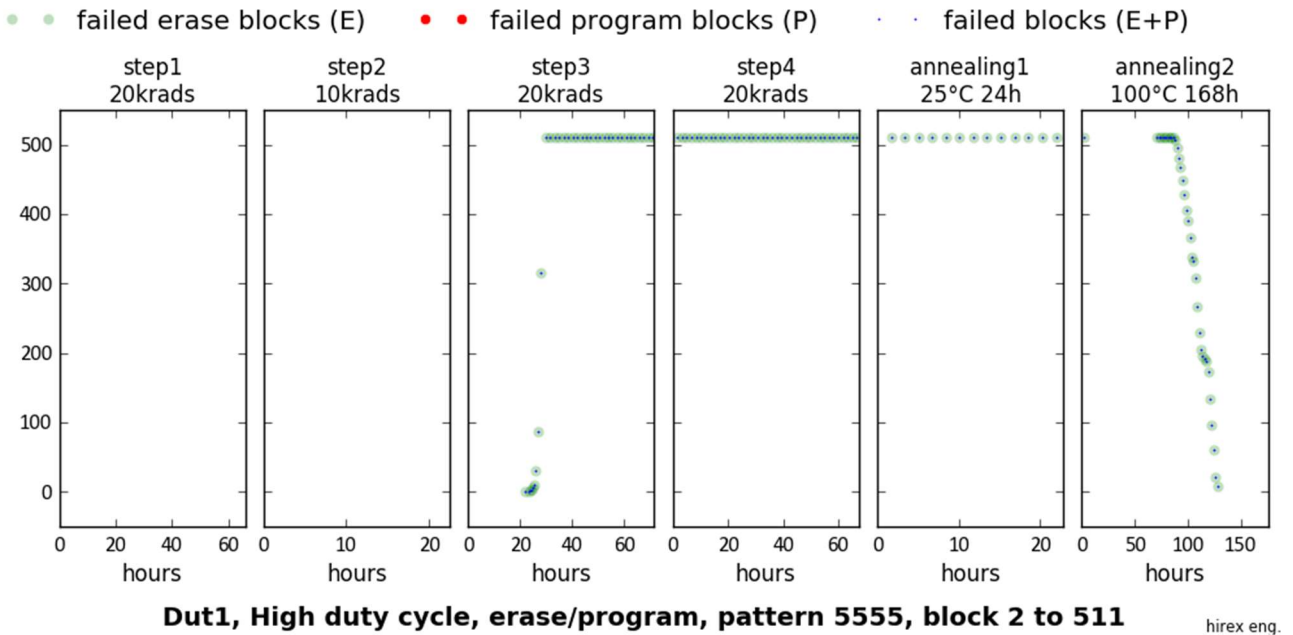 failed erase blocks (E) failed program blocks (P) failed blocks (E+P)
step1 step2 step3 step4 annealing1 annealing2
20krads 10krads 20krads 20krads 25°C 24h 100°C 168h
500
400
300
200
100
0
0 20 40 60 0 10 20 0 20 40 60 0 20 40 60 0 10 20 0 50 100 150
hours hours hours hours hours hours
Dut1, High duty cycle, erase/program, pattern 5555, block 2 to 511
hirex eng.